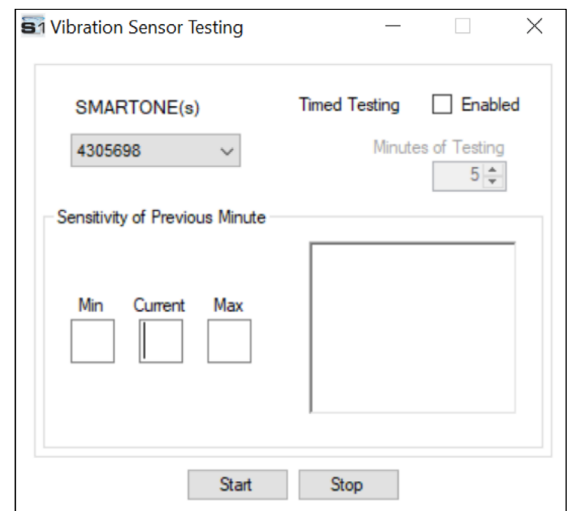 S1 Vibration Sensor Testing
SMARTONE(s) Timed Testing Enabled
4305698 Minutes of Testing
5
Sensitivity of Previous Minute
Min Current Max
Start Stop